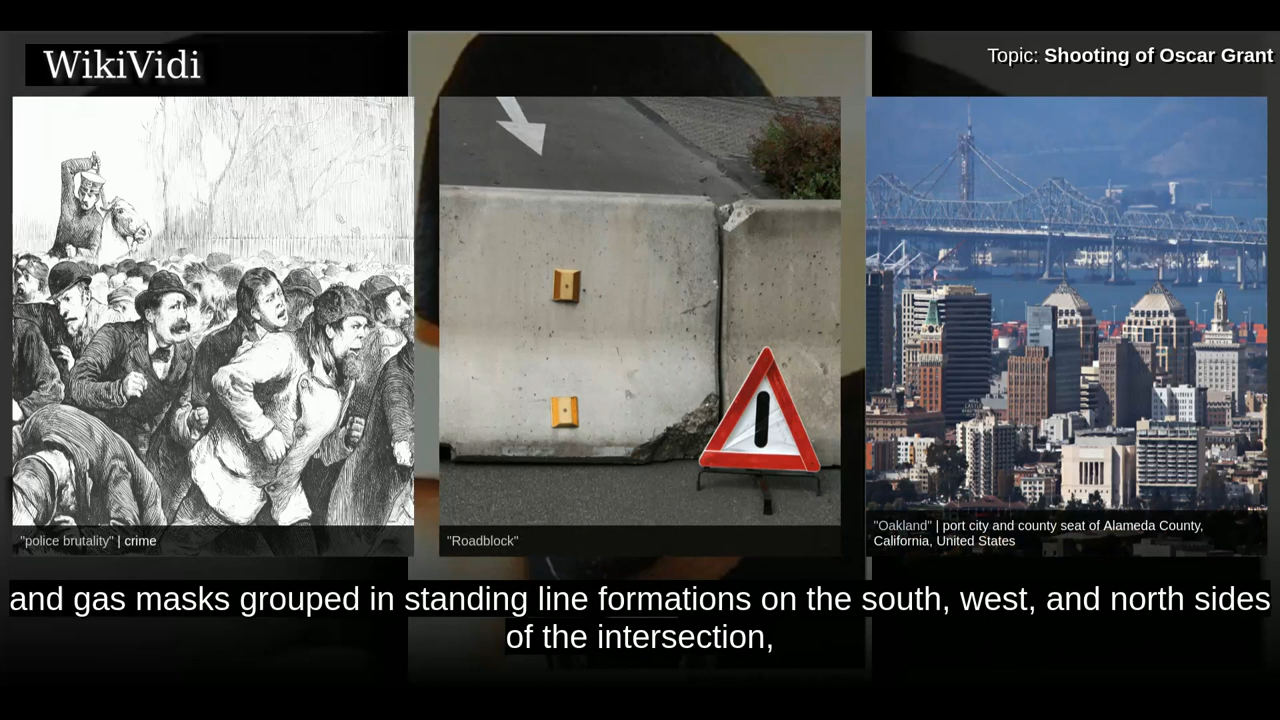 WikiVidi
Topic: Shooting of Oscar Grant
"police brutality" | crime
"Roadblock"
"Oakland" | port city and county seat of Alameda County,
California, United States
and gas masks grouped in standing line formations on the south, west, and north sides
of the intersection,